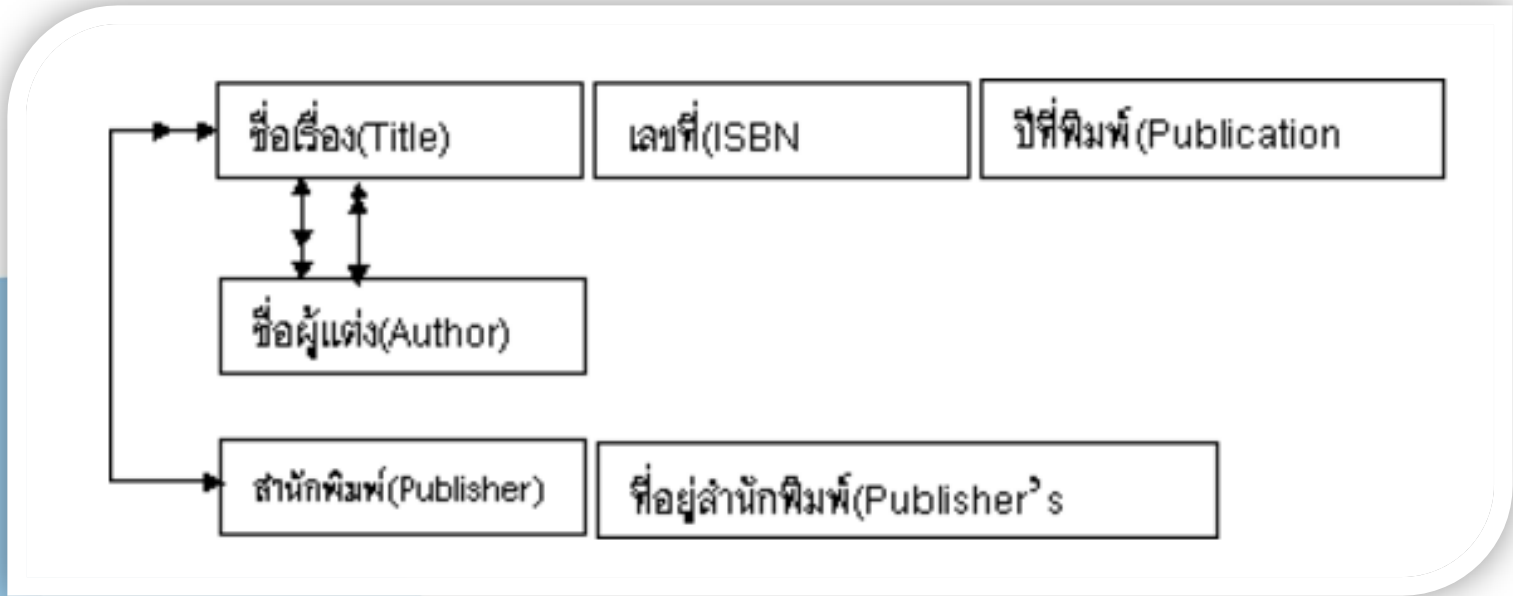 ชื่อเรื่อง(Title)
เลขที่(ISBN
ปีที่พิมพ์(Publication
ชื่อผู้แต่ง(Author)
สำนักพิมพ์(Publisher)
ที่อยู่สำนักพิมพ์(Publisher’s